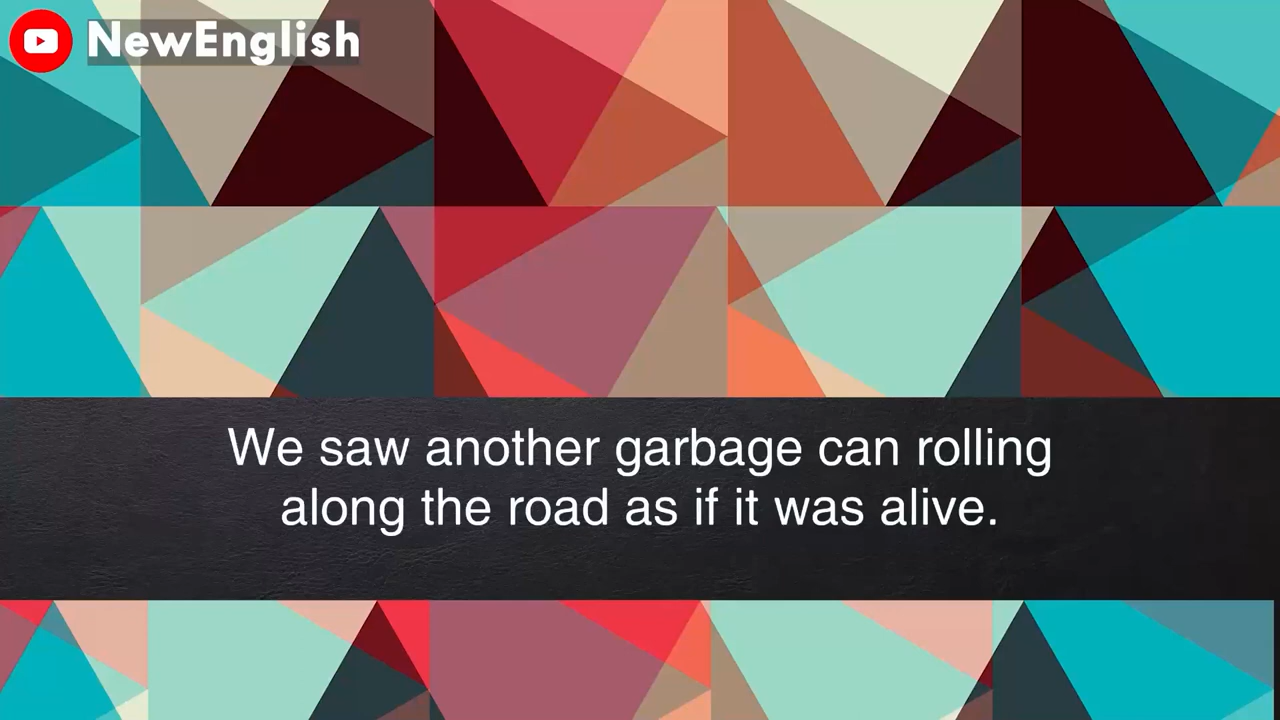 NewEnglish
We saw another garbage can rolling
along the road as if it was alive.